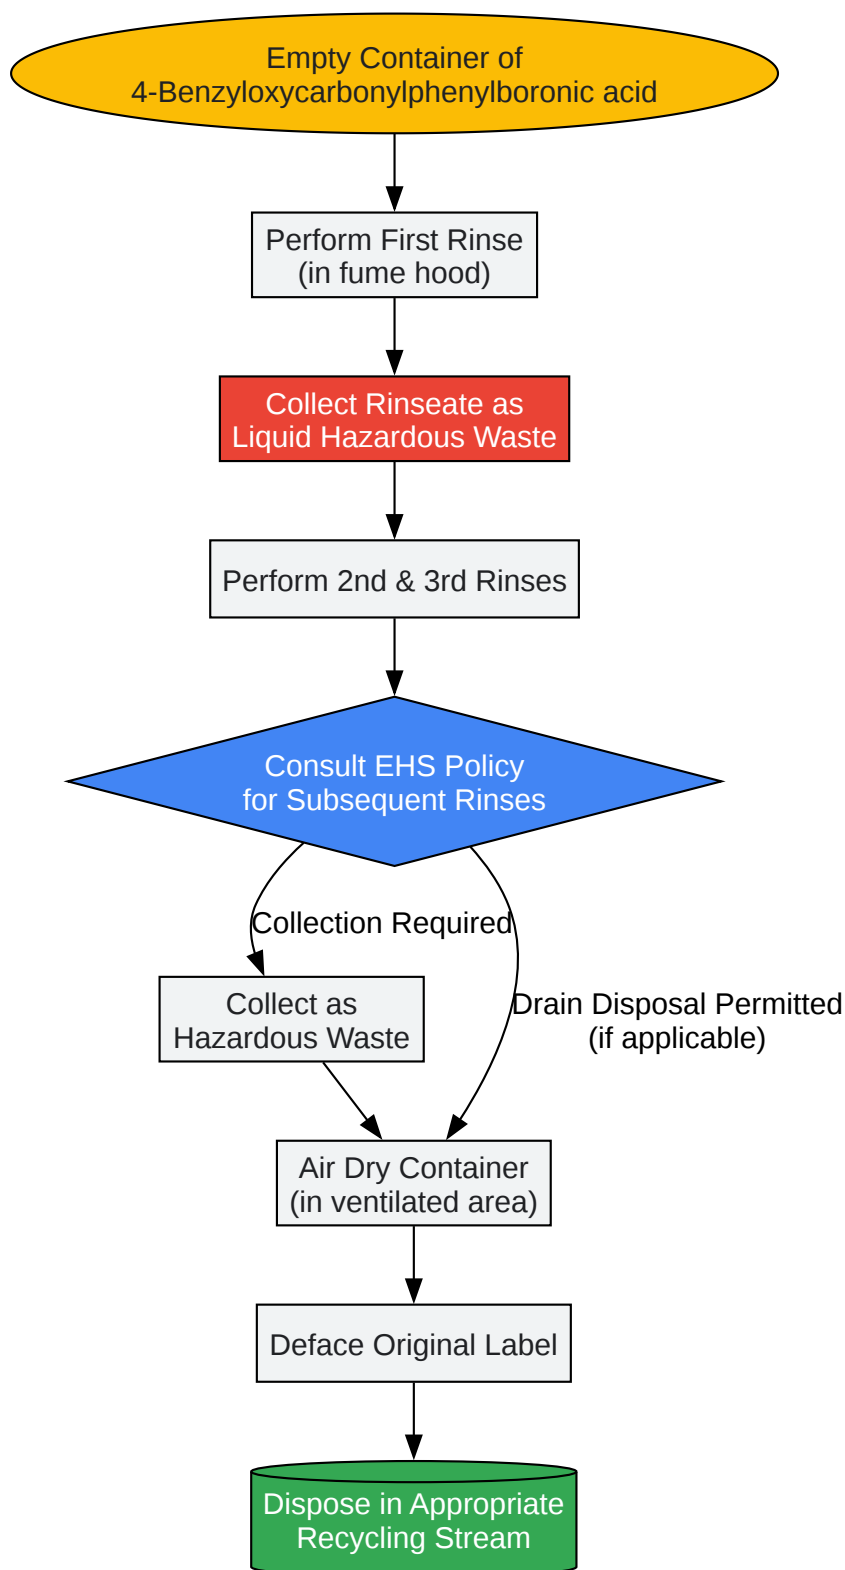 Empty Container of
4-Benzyloxycarbonylphenylboronic acid
Perform First Rinse
(in fume hood)
Collect Rinseate as
Liquid Hazardous Waste
Perform 2nd & 3rd Rinses
Consult EHS Policy
for Subsequent Rinses
Collection Required
Collect as
Hazardous Waste
Drain Disposal Permitted
(if applicable)
Air Dry Container
(in ventilated area)
Deface Original Label
Dispose in Appropriate
Recycling Stream